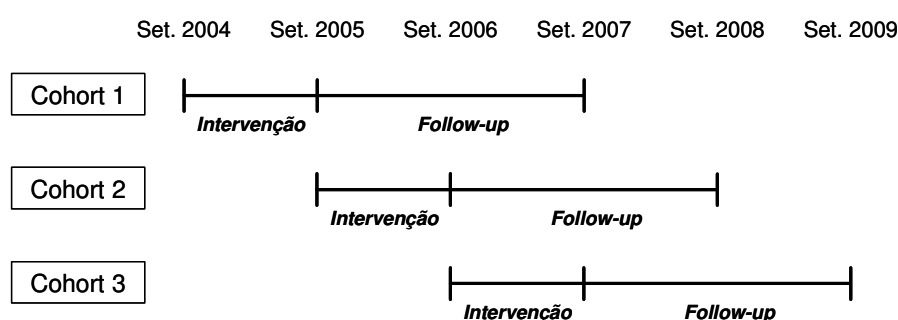 Set. 2004 Set. 2005 Set. 2006 Set. 2007 Set. 2008 Set. 2009
Cohort 1
Intervenção Follow-up
Cohort 2
Intervenção Follow-up
Cohort 3
Intervenção Follow-up